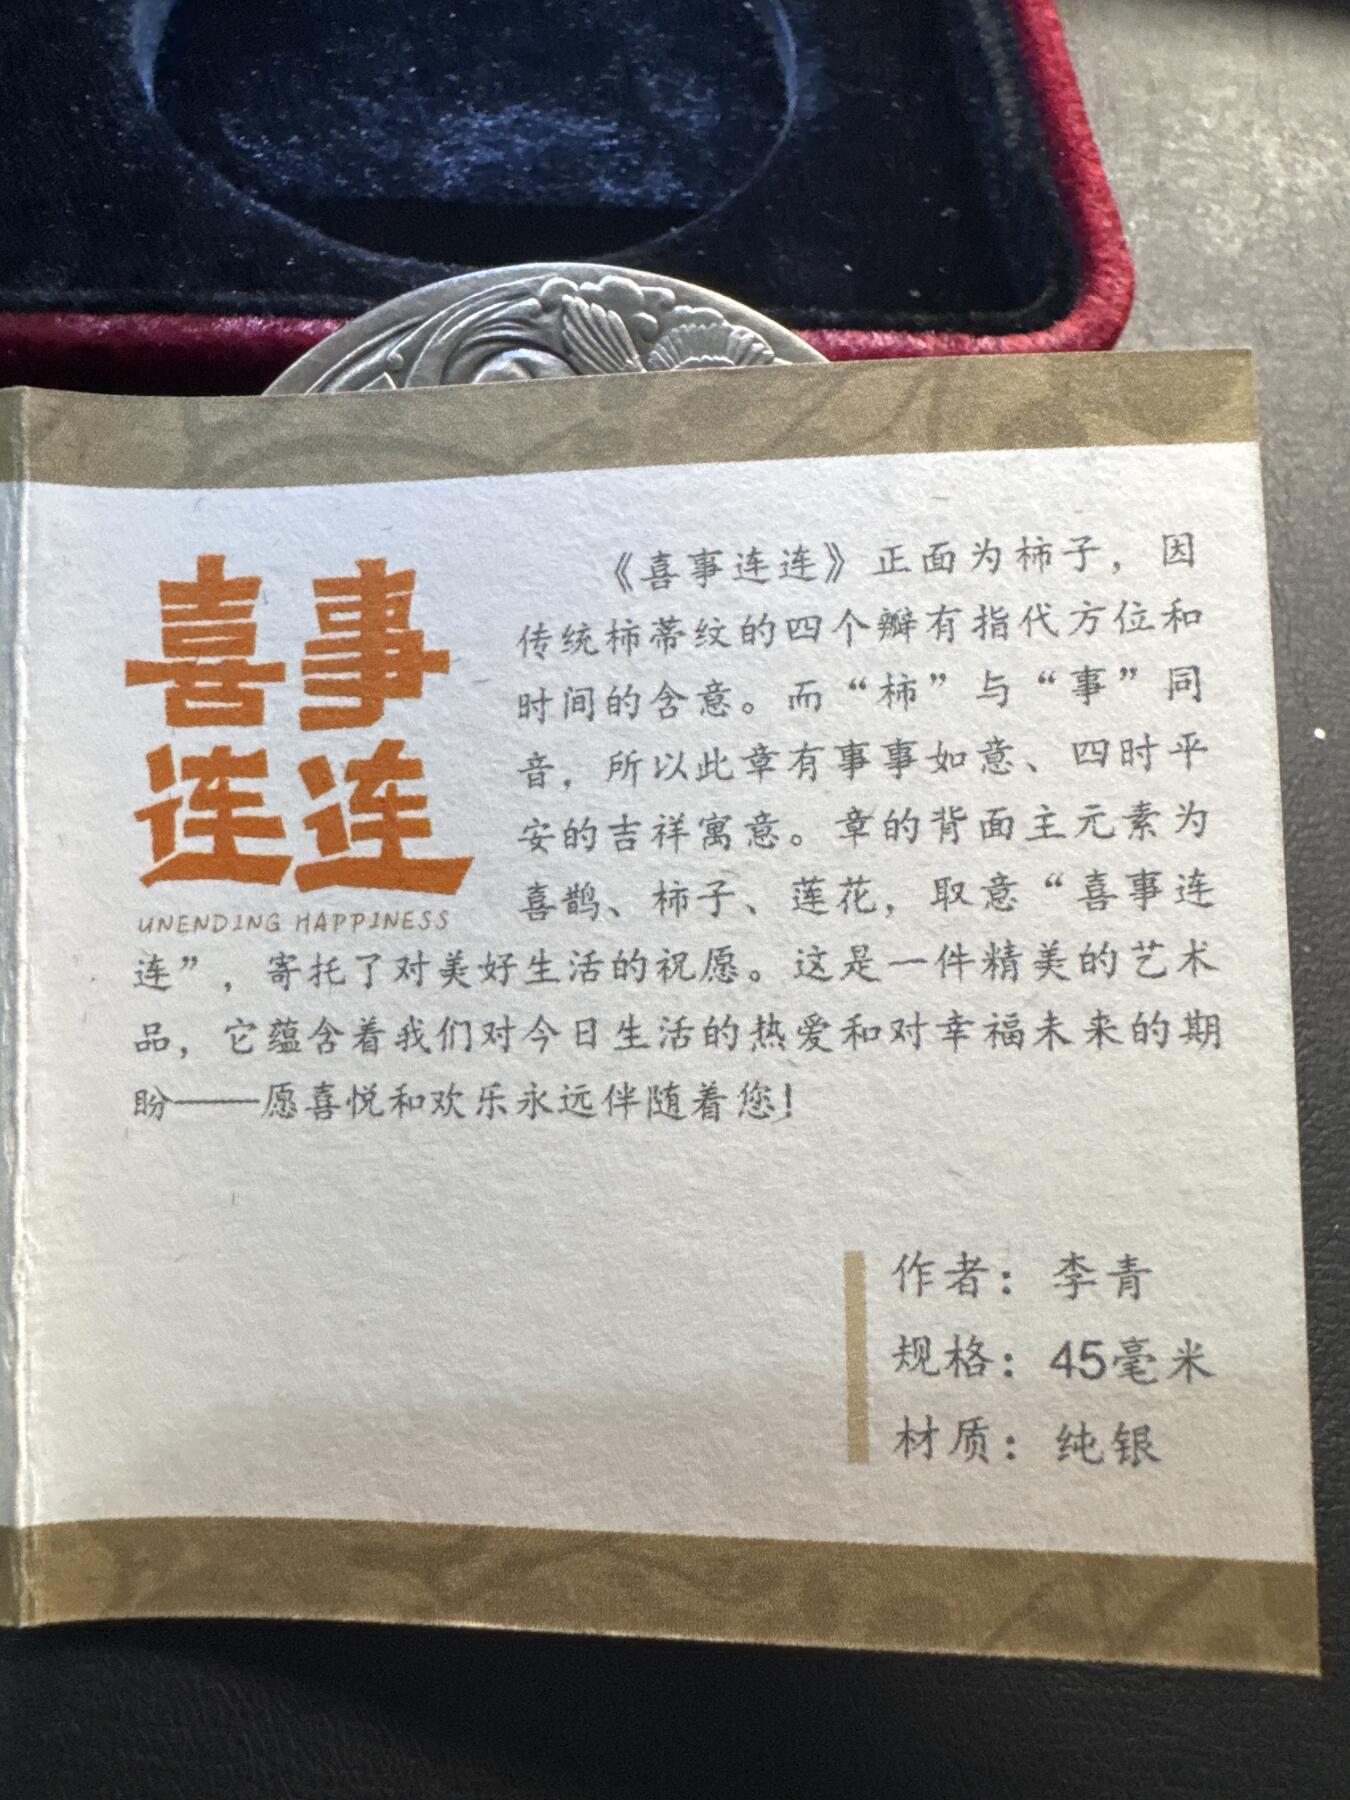 喜事
连连
UNENDING HAPPINESS
《喜事连连》正面为柿子，因
传统柿蒂纹的四个瓣有指代方位和
时间的含意。而“柿”与“事”同
音，所以此章有事事如意、四时平
安的吉祥寓意。章的背面主元素为
喜鹊、柿子、莲花，取意“喜事连
连”，寄托了对美好生活的祝愿。这是一件精美的艺术
品，它蕴含着我们对今日生活的热爱和对幸福未来的期
盼——愿喜悦和欢乐永远伴随着您！
作者：李青
规格：45毫米
材质：纯银